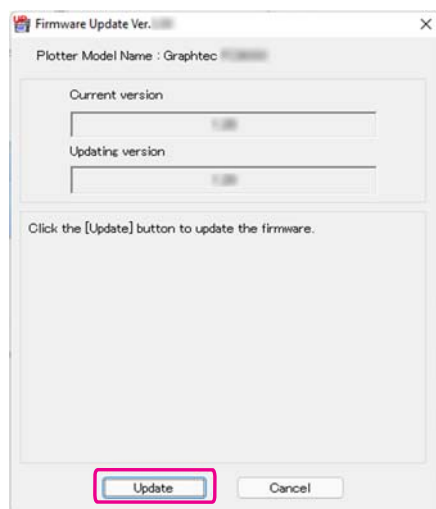 Firmware Update Ver.
Plotter Model Name : Graphtec
Current version
Updating version
Click the [Update] button to update the firmware.
Update Cancel